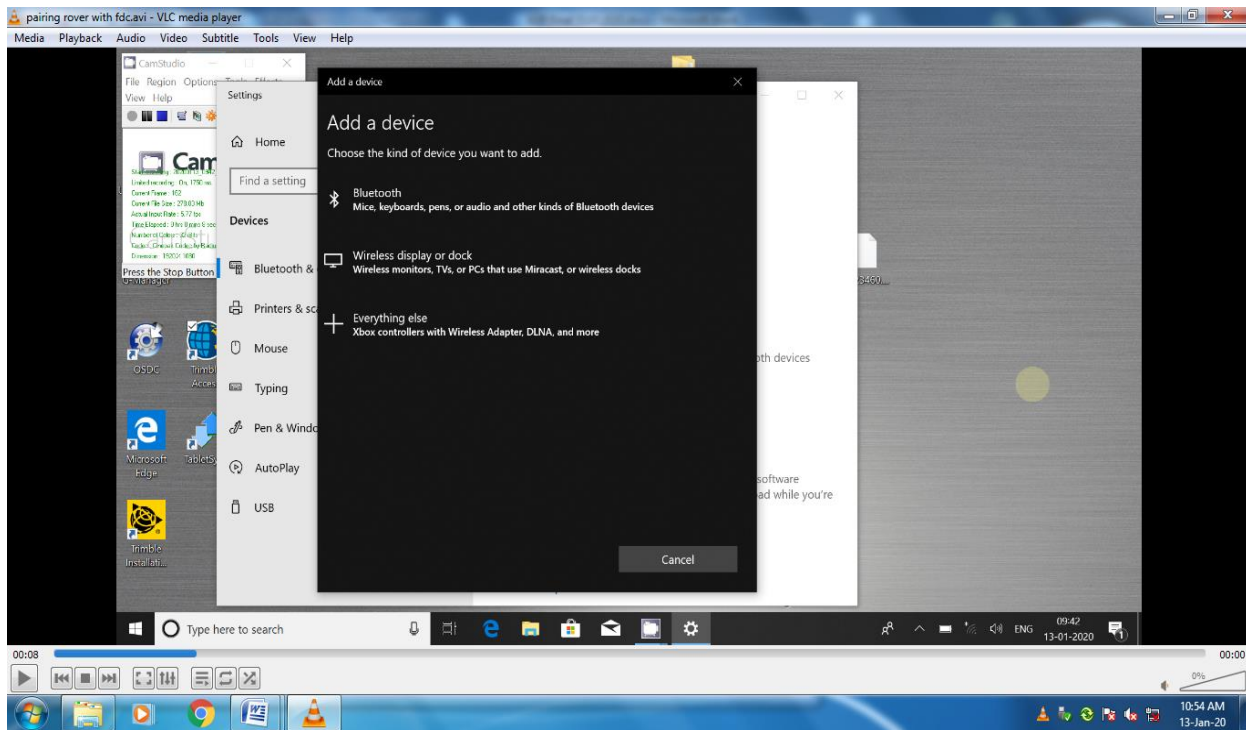 pairing rover with fdc.avi - VLC media player
Media Playback Audio Video Subtitle Tools View Help
CamStudio
File Region Options
View Help
Cam
Press the Stop Button
Settings
Home
Find a setting
Devices
Bluetooth &
Printers & sc
Mouse
Typing
Pen & Windo
AutoPlay
USB
Add a device
Add a device
Choose the kind of device you want to add.
Bluetooth
Mice, keyboards, pens, or audio and other kinds of Bluetooth devices
Wireless display or dock
Wireless monitors, TVs, or PCs that use Miracast, or wireless docks
Everything else
Xbox controllers with Wireless Adapter, DLNA, and more
Cancel
oth devices
software
ad while you're
3460...
OSDC
Trimbl
Acces
Microsoft
Edge
TabletSy
Trimble
Installati...
Type here to search
ENG
09:42
13-01-2020
00:08
00:00
0%
10:54 AM
13-Jan-20